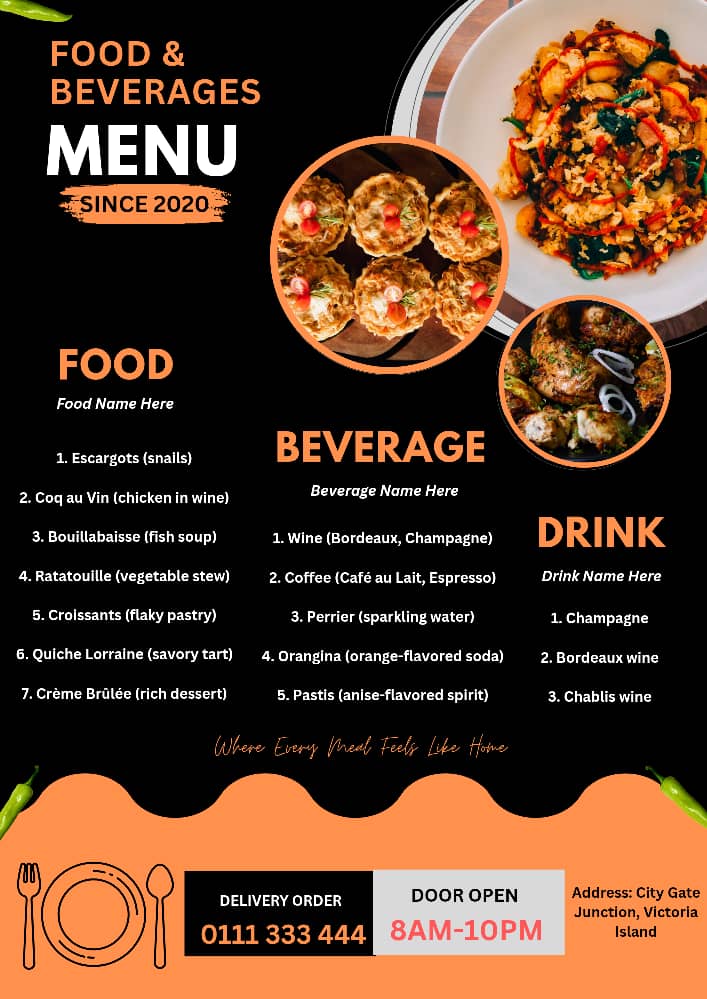 FOOD &
BEVERAGES
MENU
SINCE 2020
FOOD
Food Name Here
1. Escargots (snails)
2. Coq au Vin (chicken in wine)
3. Bouillabaisse (fish soup)
4. Ratatouille (vegetable stew)
5. Croissants (flaky pastry)
6. Quiche Lorraine (savory tart)
7. Crème Brûlée (rich dessert)
BEVERAGE
Beverage Name Here
1. Wine (Bordeaux, Champagne)
2. Coffee (Café au Lait, Espresso)
3. Perrier (sparkling water)
4. Orangina (orange-flavored soda)
5. Pastis (anise-flavored spirit)
DRINK
Drink Name Here
1. Champagne
2. Bordeaux wine
3. Chablis wine
Where Every Meal Feels Like Home
DELIVERY ORDER
0111 333 444
DOOR OPEN
8AM-10PM
Address: City Gate
Junction, Victoria
Island